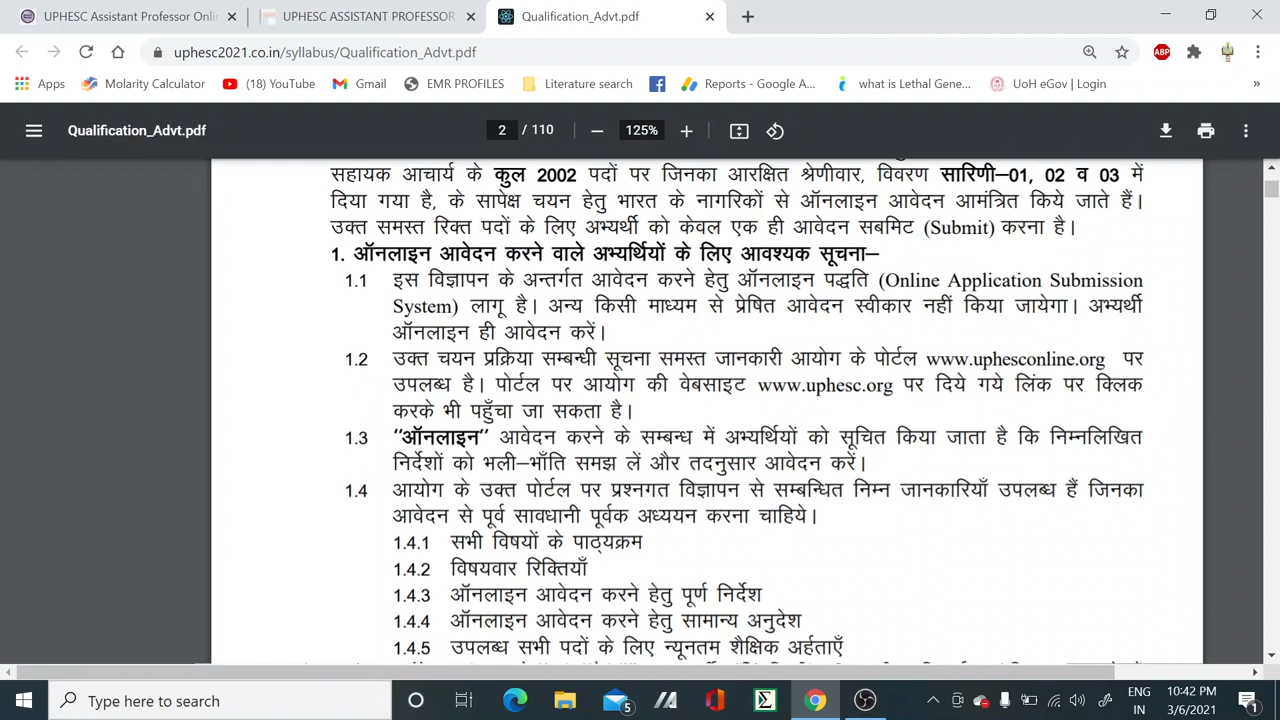 UPHESC Assistant Professor Onli
UPHESC ASSISTANT PROFESSOR
Qualification_Advt.pdf
uphesc2021.co.in/syllabus/Qualification_Advt.pdf
ABP
Apps
Molarity Calculator
(18) YouTube
Gmail
EMR PROFILES
Literature search
Reports - Google A...
what is Lethal Gene...
UoH eGov | Login
»
Qualification_Advt.pdf
2 / 110
125%
सहायक आचार्य के कुल 2002 पदों पर जिनका आरक्षित श्रेणीवार, विवरण सारिणी–01, 02 व 03 में
दिया गया है, के सापेक्ष चयन हेतु भारत के नागरिकों से ऑनलाइन आवेदन आमंत्रित किये जाते हैं।
उक्त समस्त रिक्त पदों के लिए अभ्यर्थी को केवल एक ही आवेदन सबमिट (Submit) करना है।
1. ऑनलाइन आवेदन करने वाले अभ्यर्थियों के लिए आवश्यक सूचना–
1.1 इस विज्ञापन के अन्तर्गत आवेदन करने हेतु ऑनलाइन पद्धति (Online Application Submission
System) लागू है। अन्य किसी माध्यम से प्रेषित आवेदन स्वीकार नहीं किया जायेगा। अभ्यर्थी
ऑनलाइन ही आवेदन करें।
1.2 उक्त चयन प्रक्रिया सम्बन्धी सूचना समस्त जानकारी आयोग के पोर्टल www.uphesconline.org पर
उपलब्ध है। पोर्टल पर आयोग की वेबसाइट www.uphesc.org पर दिये गये लिंक पर क्लिक
करके भी पहुँचा जा सकता है।
1.3 “ऑनलाइन” आवेदन करने के सम्बन्ध में अभ्यर्थियों को सूचित किया जाता है कि निम्नलिखित
निर्देशों को भली–भाँति समझ लें और तदनुसार आवेदन करें।
1.4 आयोग के उक्त पोर्टल पर प्रश्नगत विज्ञापन से सम्बन्धित निम्न जानकारियाँ उपलब्ध हैं जिनका
आवेदन से पूर्व सावधानी पूर्वक अध्ययन करना चाहिये।
1.4.1 सभी विषयों के पाठ्यक्रम
1.4.2 विषयवार रिक्तियाँ
1.4.3 ऑनलाइन आवेदन करने हेतु पूर्ण निर्देश
1.4.4 ऑनलाइन आवेदन करने हेतु सामान्य अनुदेश
1.4.5 उपलब्ध सभी पदों के लिए न्यूनतम शैक्षिक अर्हताएँ
Type here to search
5
ENG
IN
10:42 PM
3/6/2021
1